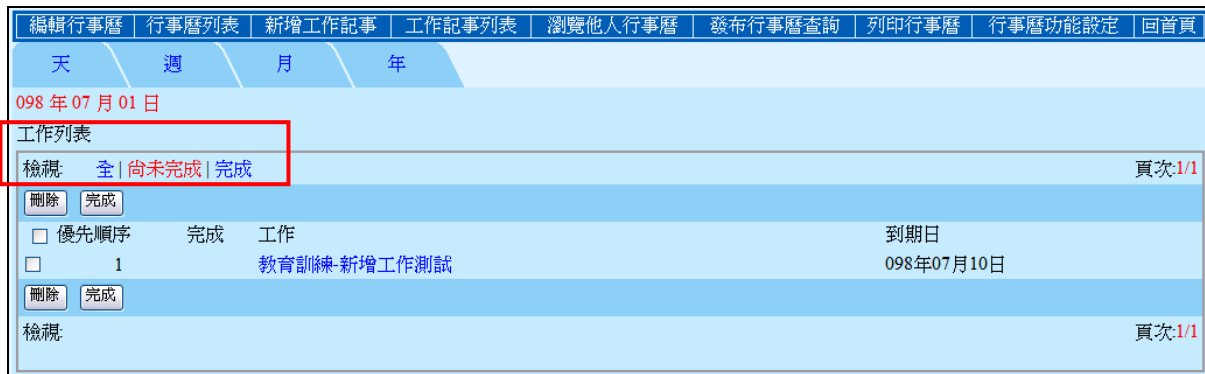 編輯行事曆 | 行事曆列表 | 新增工作記事 | 工作記事列表 | 瀏覽他人行事曆 | 發布行事曆查詢 | 列印行事曆 | 行事曆功能設定 | 回首頁
天 週 月 年
098 年 07 月 01 日
工作列表
檢視: 全 | 尚未完成 | 完成 頁次:1/1
刪除 完成
優先順序 完成 工作 到期日
1 教育訓練-新增工作測試 098年07月10日
刪除 完成
檢視: 頁次:1/1